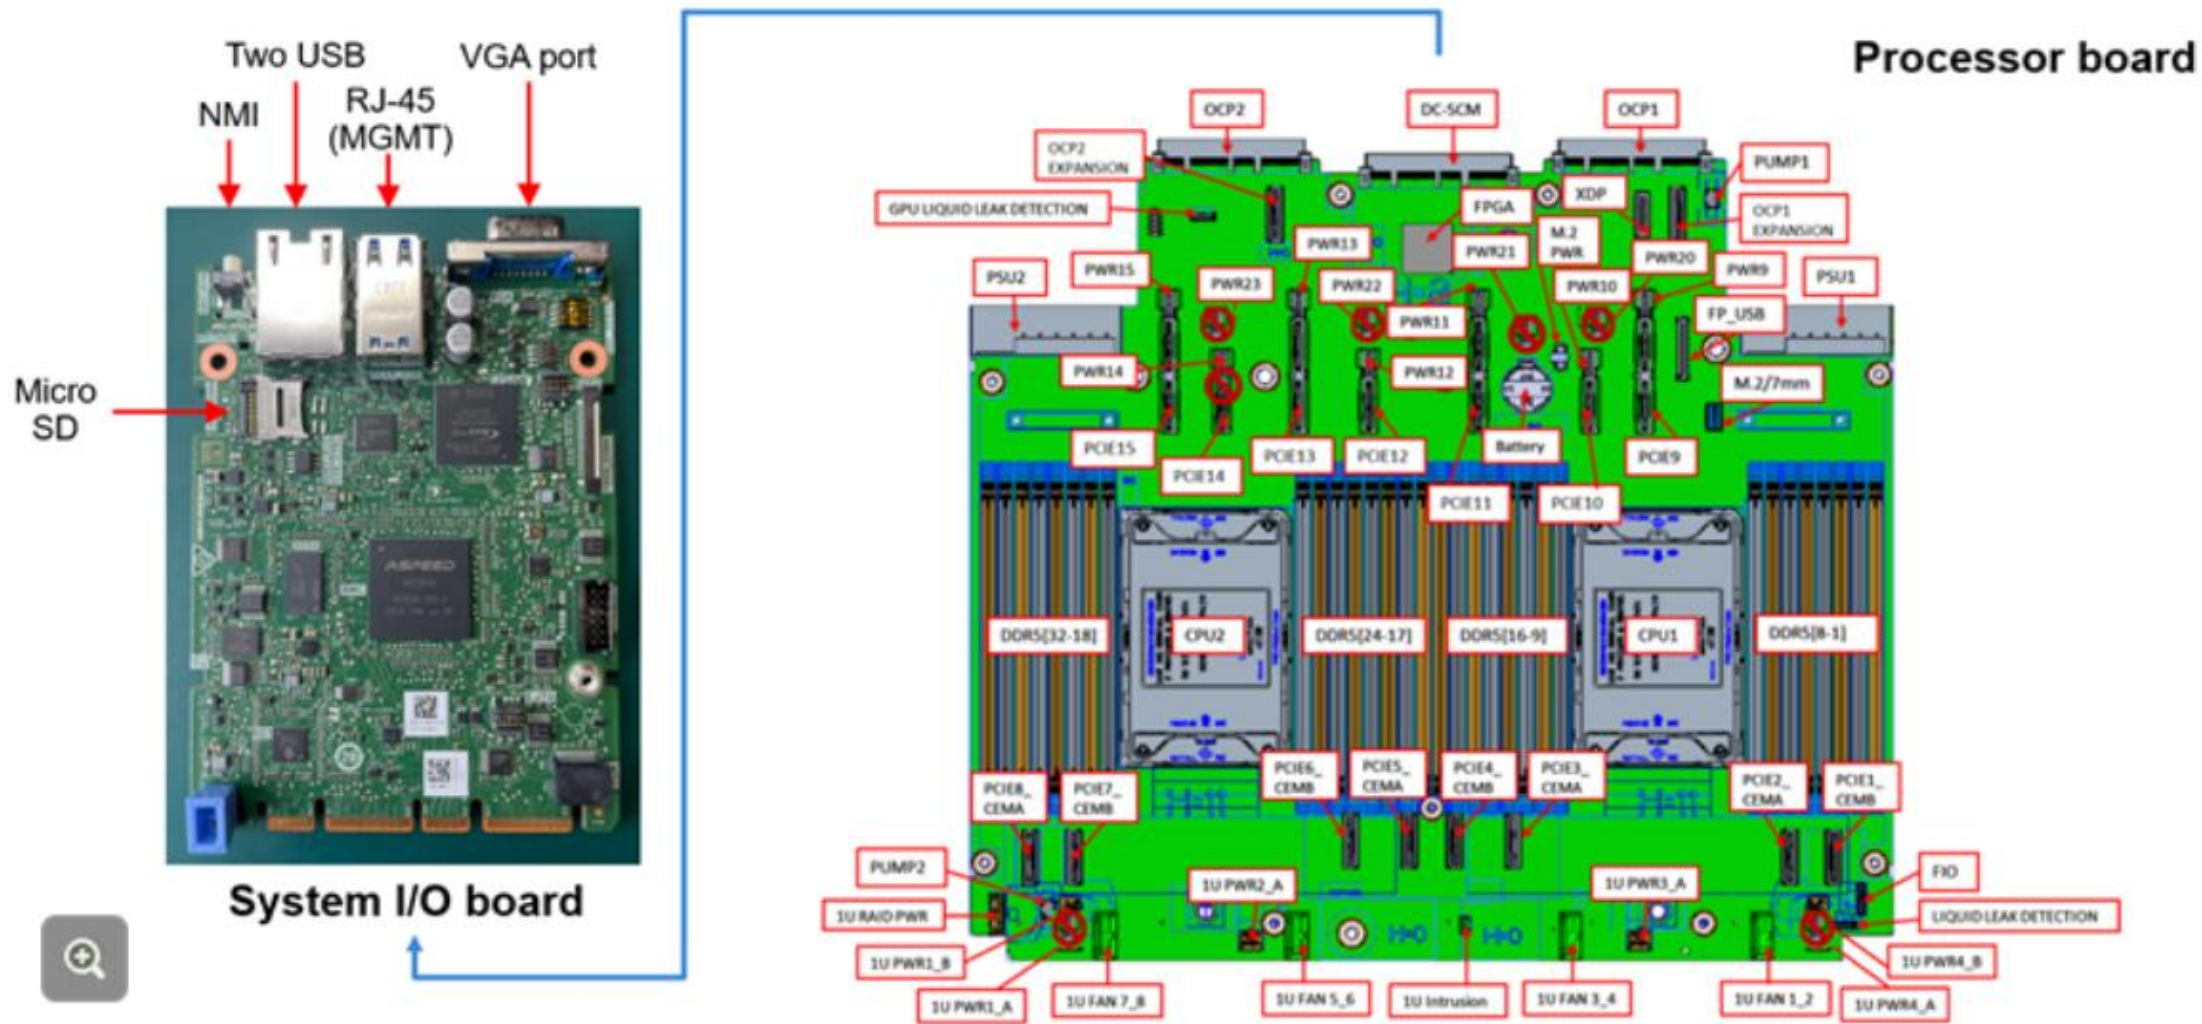 Two USB
VGA port
NMI
RJ-45
(MGMT)
Micro
SD
ASPEED
System I/O board
Processor board
OCP2
DC-SCM
OCP1
OCP2
EXPANSION
PUMP1
XDP
GPU LIQUID LEAK DETECTION
FPGA
OCP1
EXPANSION
M.2
PWR
PWR13
PWR21
PWR20
PSU2
PWR15
PWR23
PWR22
PWR10
PWR9
PSU1
PWR11
FP_USB
PWR14
PWR12
M.2/7mm
PCIE15
PCIE13
PCIE12
Battery
PCIE9
PCIE14
PCIE11
PCIE10
DDR5[32-18]
CPU2
DDR5[24-17]
DDR5[16-9]
CPU1
DDR5[8-1]
PCIE8_
CEMA
PCIE7_
CEMB
PCIE6_
CEMB
PCIE5_
CEMA
PCIE4_
CEMB
PCIE3_
CEMA
PCIE2_
CEMA
PCIE1_
CEMB
PUMP2
1U PWR2_A
1U PWR3_A
FIO
1U RAID PWR
LIQUID LEAK DETECTION
1U PWR1_B
1U PWR4_B
1U PWR1_A
1U FAN 7_8
1U FAN 5_6
1U Intrusion
1U FAN 3_4
1U FAN 1_2
1U PWR4_A